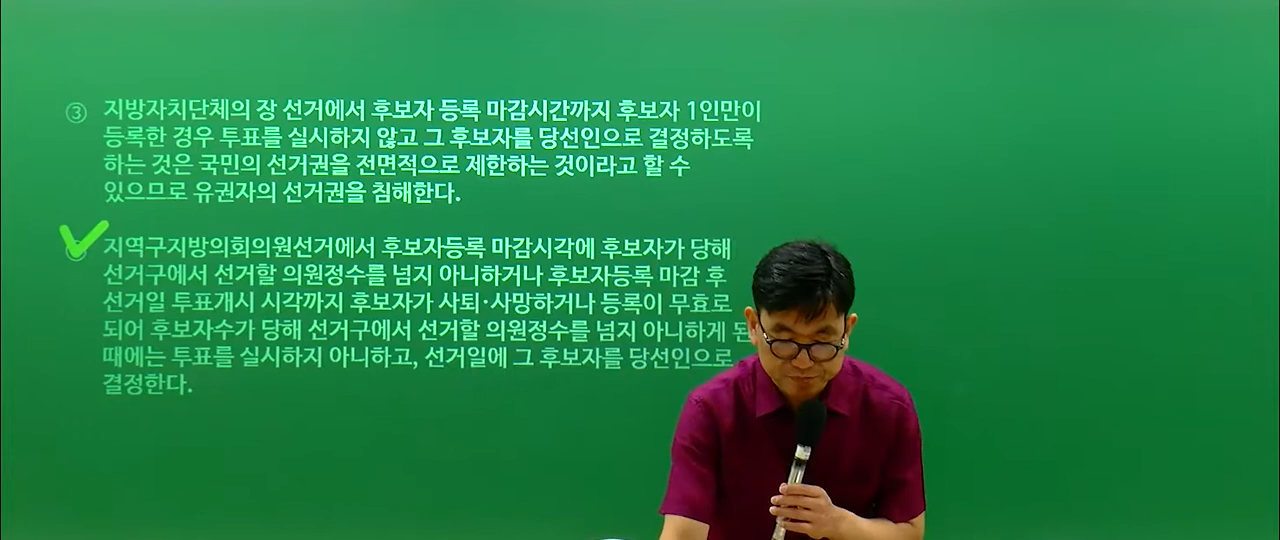 ③ 지방자치단체의 장 선거에서 후보자 등록 마감시간까지 후보자 1인만이
등록한 경우 투표를 실시하지 않고 그 후보자를 당선인으로 결정하도록
하는 것은 국민의 선거권을 전면적으로 제한하는 것이라고 할 수
있으므로 유권자의 선거권을 침해한다.
지역구지방의회의원선거에서 후보자등록 마감시각에 후보자가 당해
선거구에서 선거할 의원정수를 넘지 아니하거나 후보자등록 마감 후
선거일 투표개시 시각까지 후보자가 사퇴·사망하거나 등록이 무효로
되어 후보자수가 당해 선거구에서 선거할 의원정수를 넘지 아니하게 된
때에는 투표를 실시하지 아니하고, 선거일에 그 후보자를 당선인으로
결정한다.